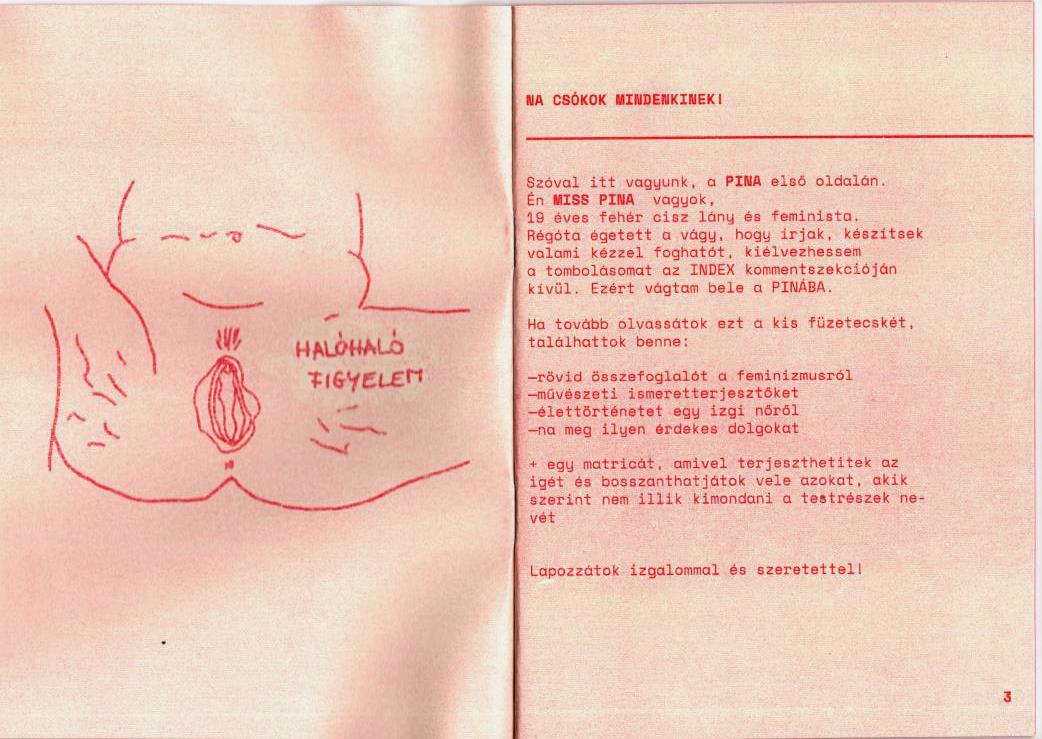 HALÓHALÓ
FIGYELEM
NA CSÓKOK MINDENKINEK!
Szóval itt vagyunk, a PINA első oldalán.
Én MISS PINA vagyok,
19 éves fehér cisz lány és feminista.
Régóta égetett a vágy, hogy írjak, készítsek
valami kézzel foghatót, kiélvezhessem
a tombolásomat az INDEX kommentszekcióján
kívül. Ezért vágtam bele a PINÁBA.
Ha tovább olvassátok ezt a kis füzetecskét,
találhattok benne:
—rövid összefoglalót a feminizmusról
—művészeti ismeretterjesztőket
—élettörténetet egy izgi nőről
—na meg ilyen érdekes dolgokat
+ egy matricát, amivel terjeszthetitek az
igét és bosszanthatjátok vele azokat, akik
szerint nem illik kimondani a testrészek ne-
vét
Lapozzátok izgalommal és szeretettel!
3